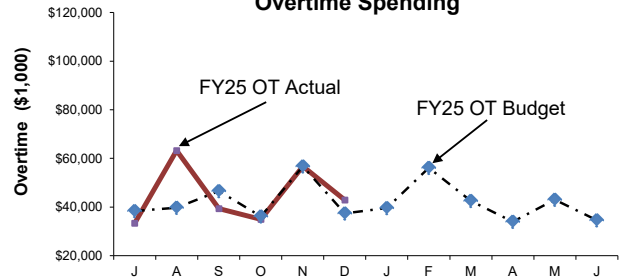 Overtime Spending
$120,000
$100,000
$80,000
$60,000
$40,000
$20,000
Overtime ($1,000)
FY25 OT Actual
FY25 OT Budget
J A S O N D J F M A M J